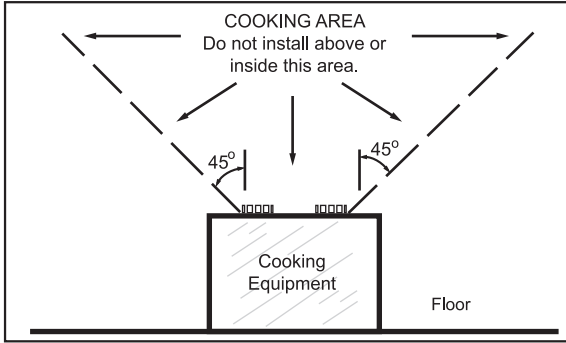 COOKING AREA
Do not install above or
inside this area.
45°
45°
Cooking
Equipment
Floor